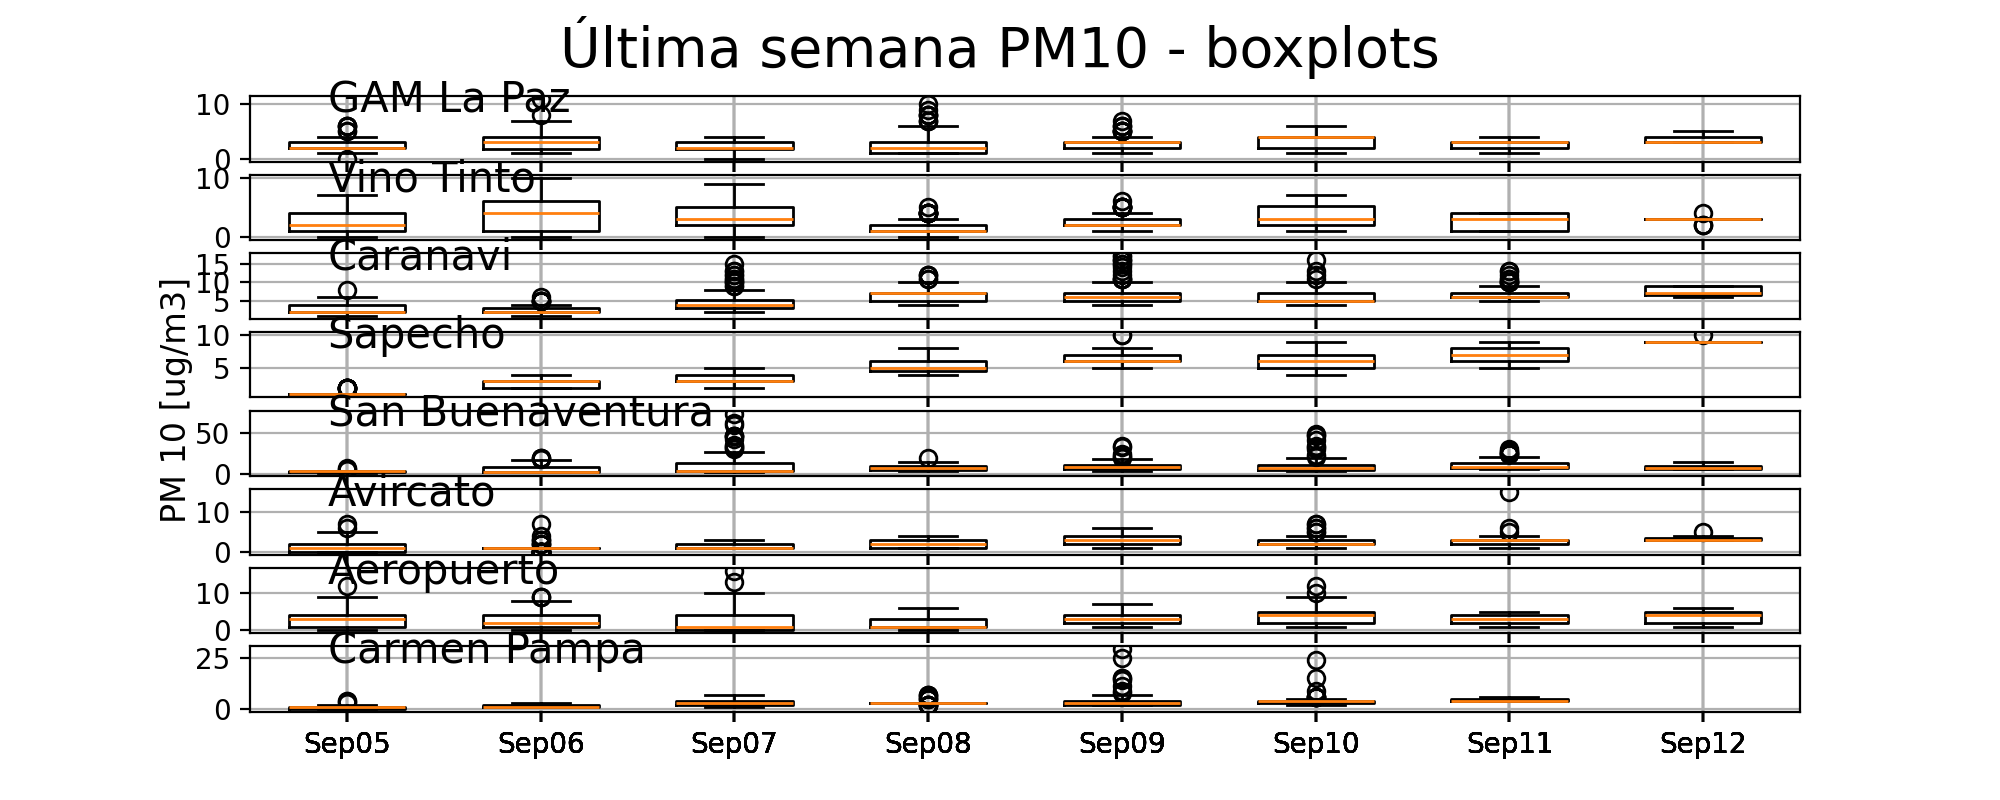 Última semana PM10 - boxplots
GAM La Paz
10
0
Vino Tinto
10
0
Caranavi
15
10
5
Sapecho
10
5
San Buenaventura
50
0
Avircato
10
0
Aeropuerto
10
0
Carmen Pampa
25
0
PM 10 [ug/m3]
Sep05 Sep06 Sep07 Sep08 Sep09 Sep10 Sep11 Sep12